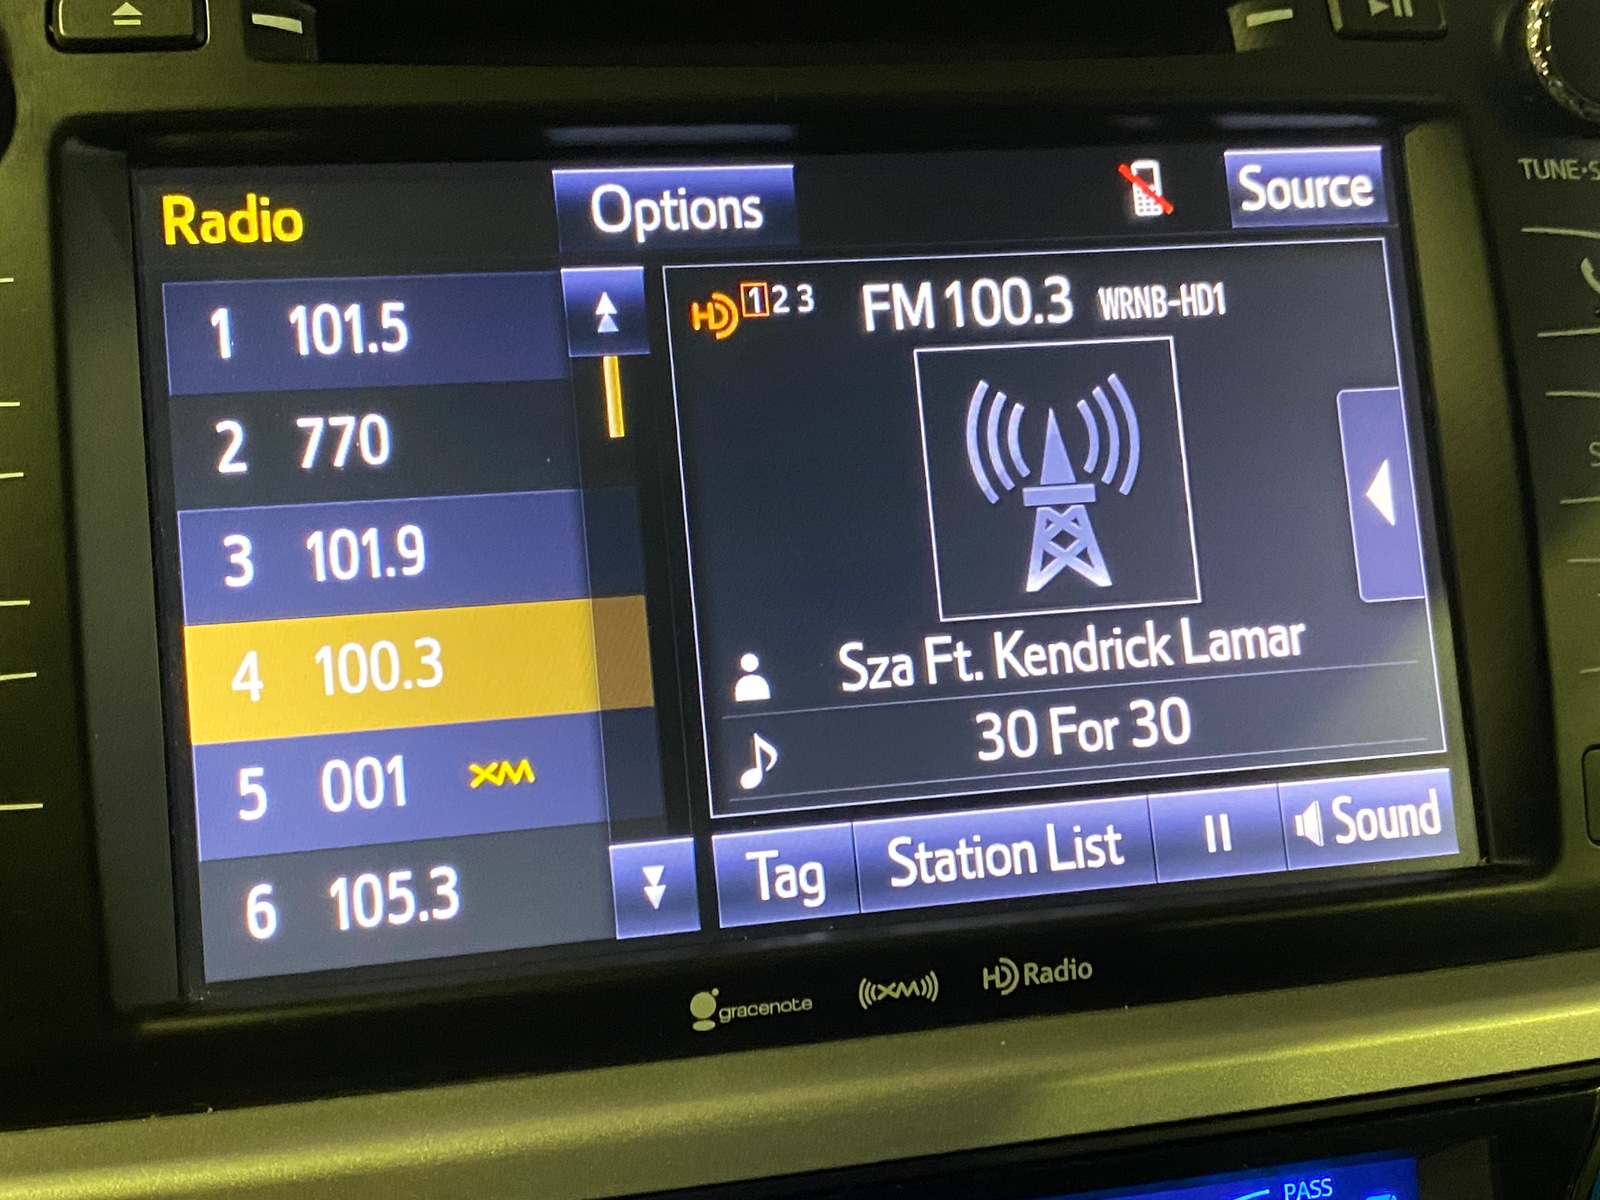 TUNE•S
Radio
Options
Source
1 101.5
2 770
3 101.9
4 100.3
5 001 XM
6 105.3
HD 1 2 3 FM 100.3 WRNB-HD1
Sza Ft. Kendrick Lamar
30 For 30
Tag
Station List
Sound
gracenote
XM
HD Radio
PASS